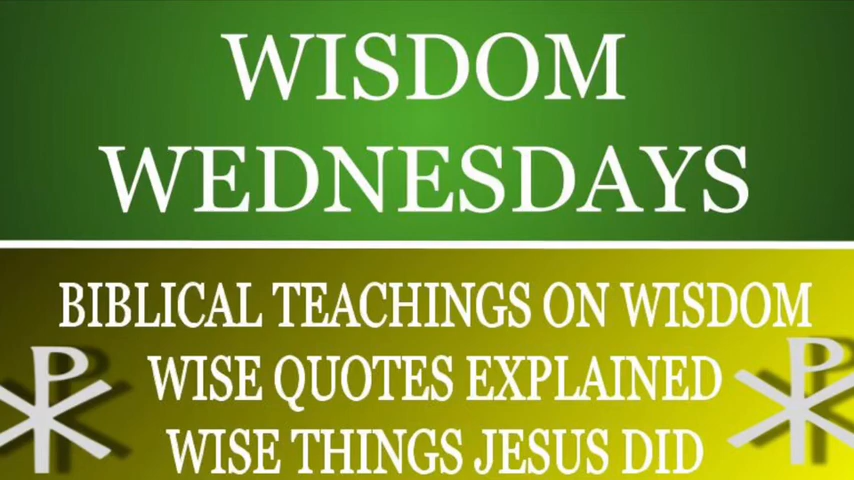 WISDOM
WEDNESDAYS
BIBLICAL TEACHINGS ON WISDOM
WISE QUOTES EXPLAINED
WISE THINGS JESUS DID